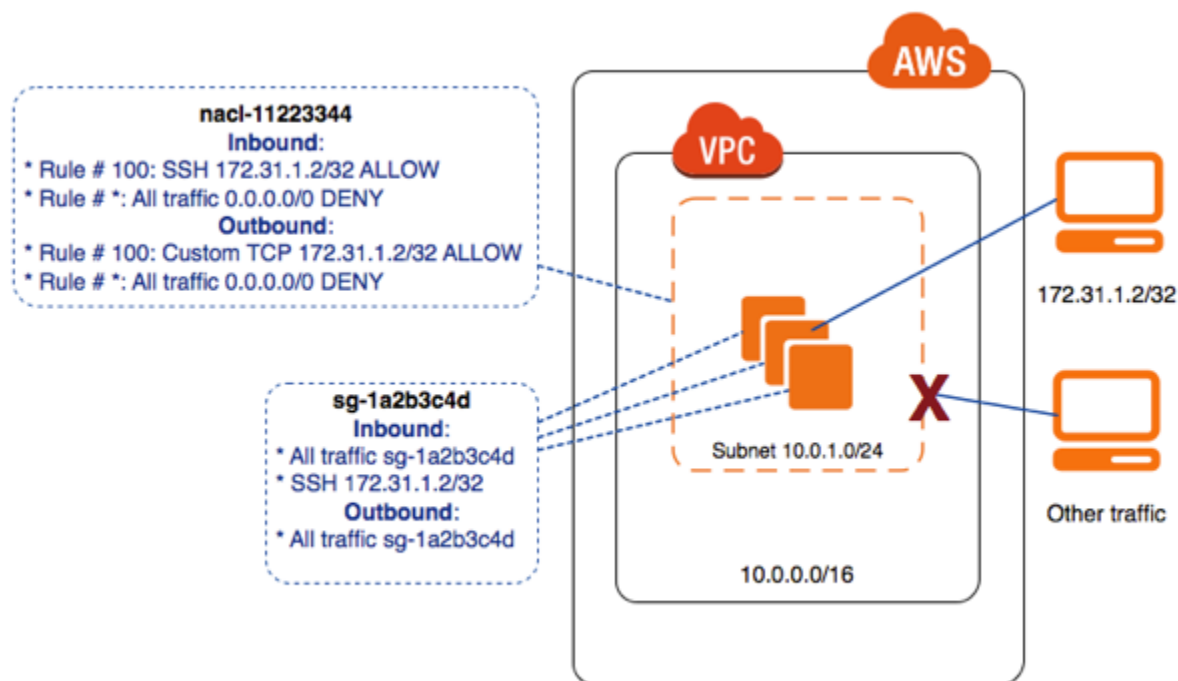 AWS
nacl-11223344
Inbound:
* Rule # 100: SSH 172.31.1.2/32 ALLOW
* Rule # *: All traffic 0.0.0.0/0 DENY
Outbound:
* Rule # 100: Custom TCP 172.31.1.2/32 ALLOW
* Rule # *: All traffic 0.0.0.0/0 DENY
VPC
172.31.1.2/32
sg-1a2b3c4d
Inbound:
* All traffic sg-1a2b3c4d
* SSH 172.31.1.2/32
Outbound:
* All traffic sg-1a2b3c4d
X
Subnet 10.0.1.0/24
Other traffic
10.0.0.0/16